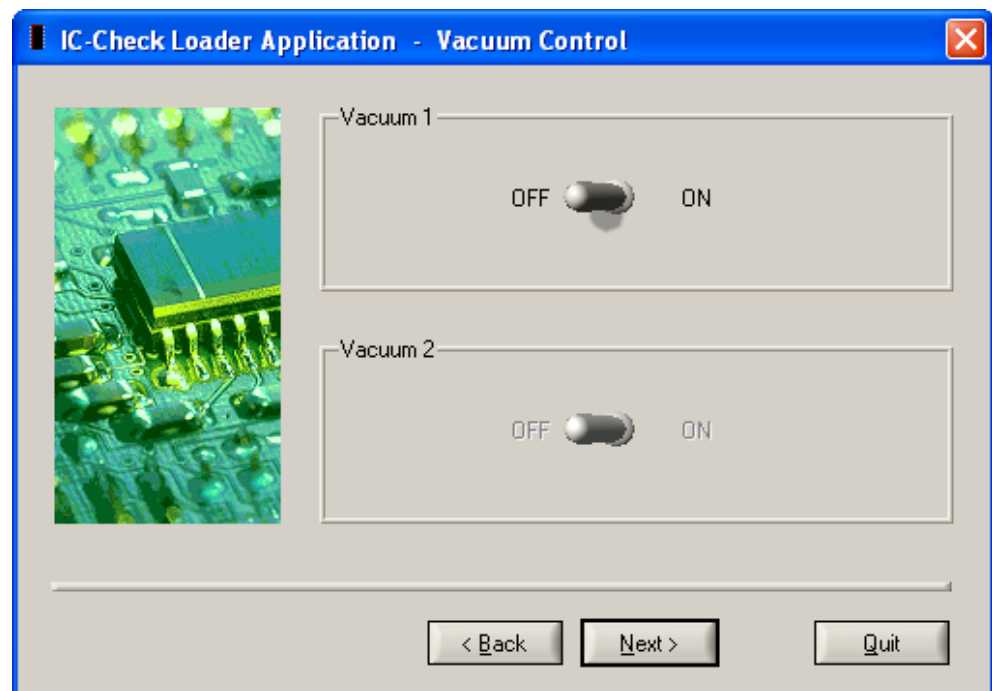 IC-Check Loader Application - Vacuum Control
Vacuum 1
OFF ON
Vacuum 2
OFF ON
< Back Next > Quit